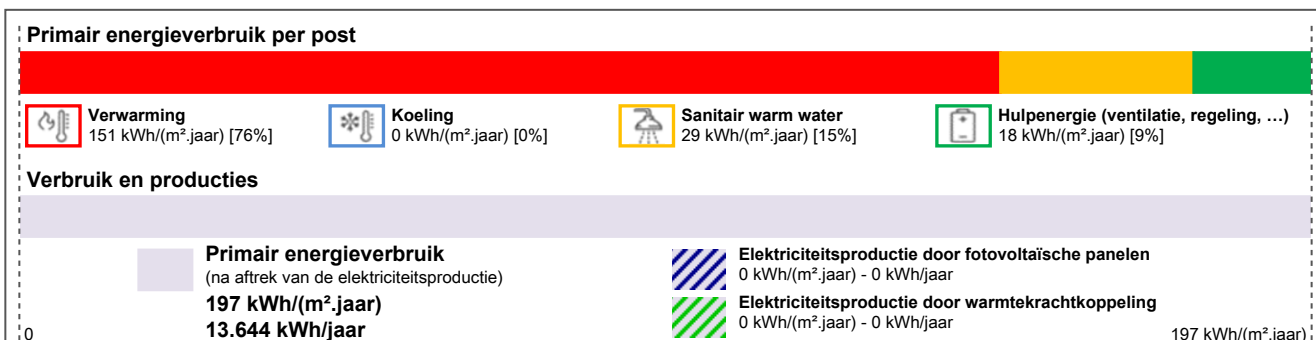 Primair energieverbruik per post
Verwarming
151 kWh/(m².jaar) [76%]
Koeling
0 kWh/(m².jaar) [0%]
Sanitair warm water
29 kWh/(m².jaar) [15%]
Hulpenergie (ventilatie, regeling, …)
18 kWh/(m².jaar) [9%]
Verbruik en producties
Primair energieverbruik
(na aftrek van de elektriciteitsproductie)
197 kWh/(m².jaar)
13.644 kWh/jaar
Elektriciteitsproductie door fotovoltaïsche panelen
0 kWh/(m².jaar) - 0 kWh/jaar
Elektriciteitsproductie door warmtekrachtkoppeling
0 kWh/(m².jaar) - 0 kWh/jaar
0
197 kWh/(m².jaar)